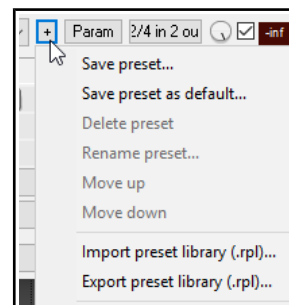 + Param 2/4 in 2 ou -inf
Save preset...
Save preset as default...
Delete preset
Rename preset...
Move up
Move down
Import preset library (.rpl)...
Export preset library (.rpl)...